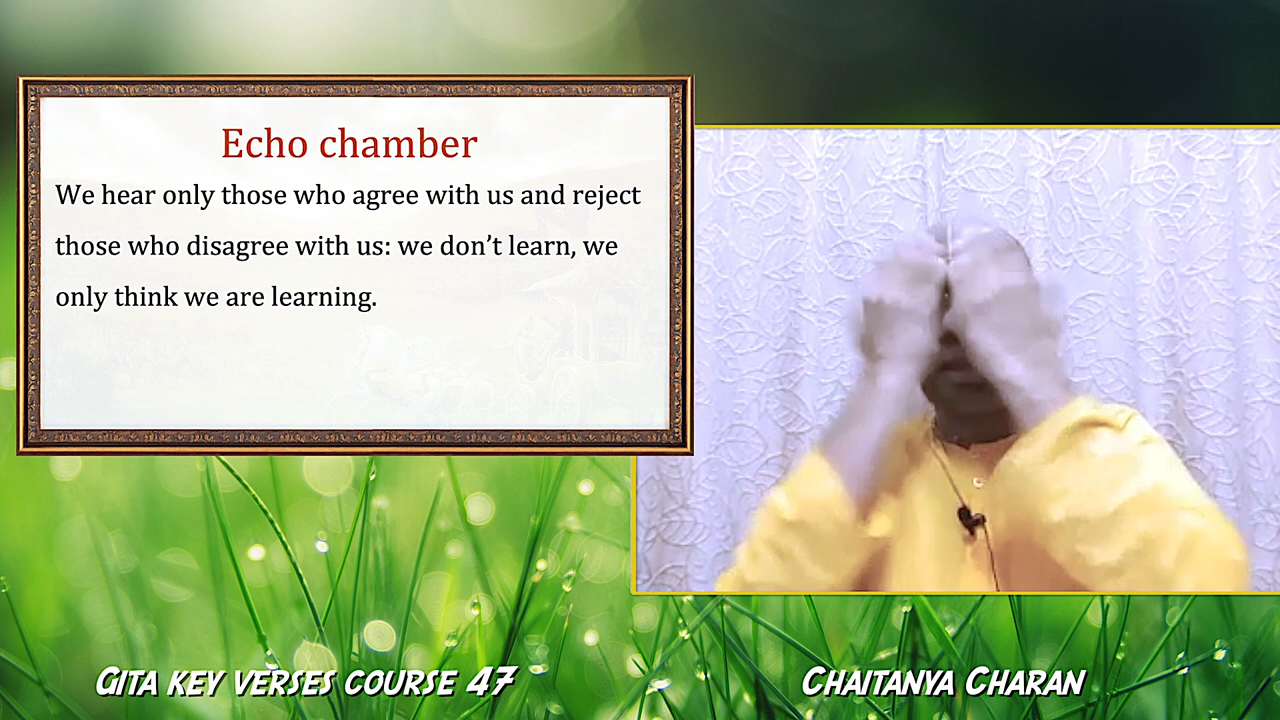 Echo chamber
We hear only those who agree with us and reject
those who disagree with us: we don’t learn, we
only think we are learning.
GITA KEY VERSES COURSE 47
CHAITANYA CHARAN